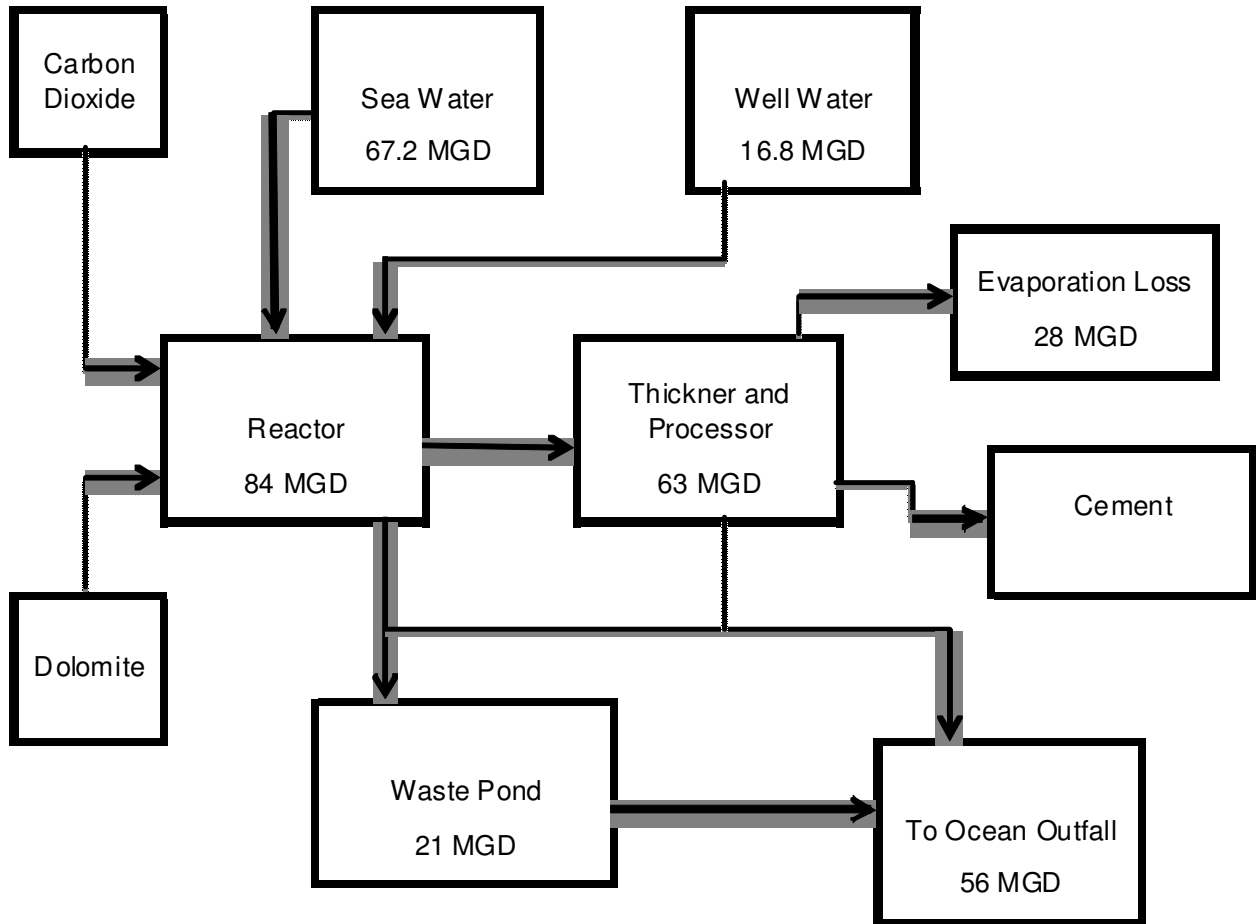 Carbon
Dioxide
Sea Water
67.2 MGD
Well Water
16.8 MGD
Evaporation Loss
28 MGD
Reactor
84 MGD
Thickner and
Processor
63 MGD
Cement
Dolomite
Waste Pond
21 MGD
To Ocean Outfall
56 MGD